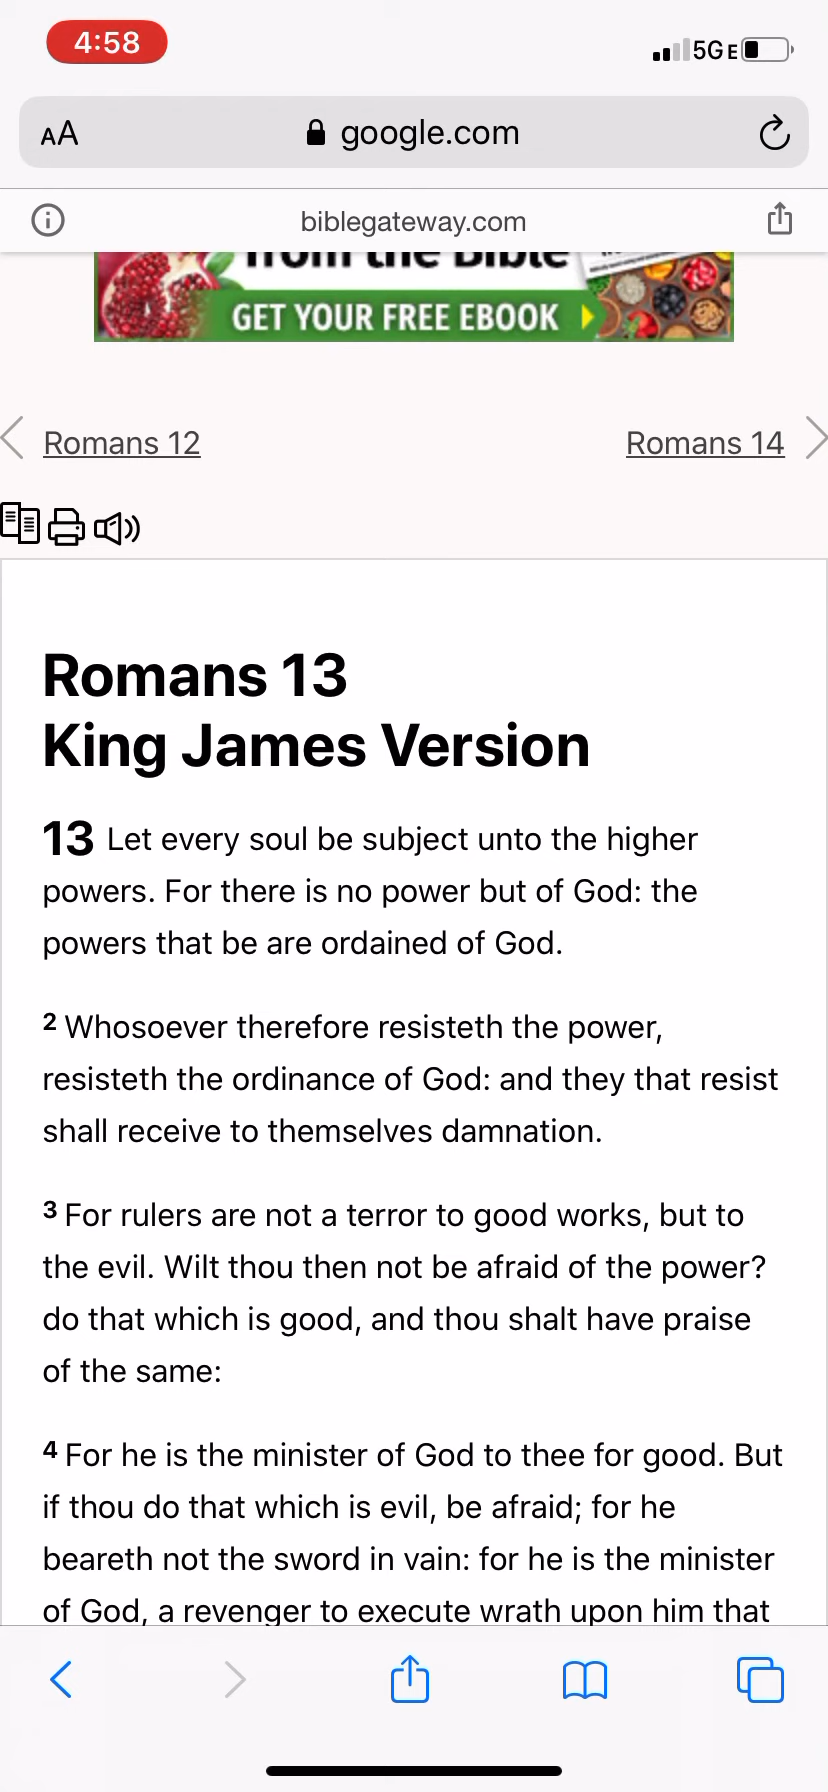 4:58
5G E
AA
google.com
biblegateway.com
from the Bible
GET YOUR FREE EBOOK
Romans 12
Romans 14
Romans 13
King James Version
13 Let every soul be subject unto the higher
powers. For there is no power but of God: the
powers that be are ordained of God.
2 Whosoever therefore resisteth the power,
resisteth the ordinance of God: and they that resist
shall receive to themselves damnation.
3 For rulers are not a terror to good works, but to
the evil. Wilt thou then not be afraid of the power?
do that which is good, and thou shalt have praise
of the same:
4 For he is the minister of God to thee for good. But
if thou do that which is evil, be afraid; for he
beareth not the sword in vain: for he is the minister
of God, a revenger to execute wrath upon him that